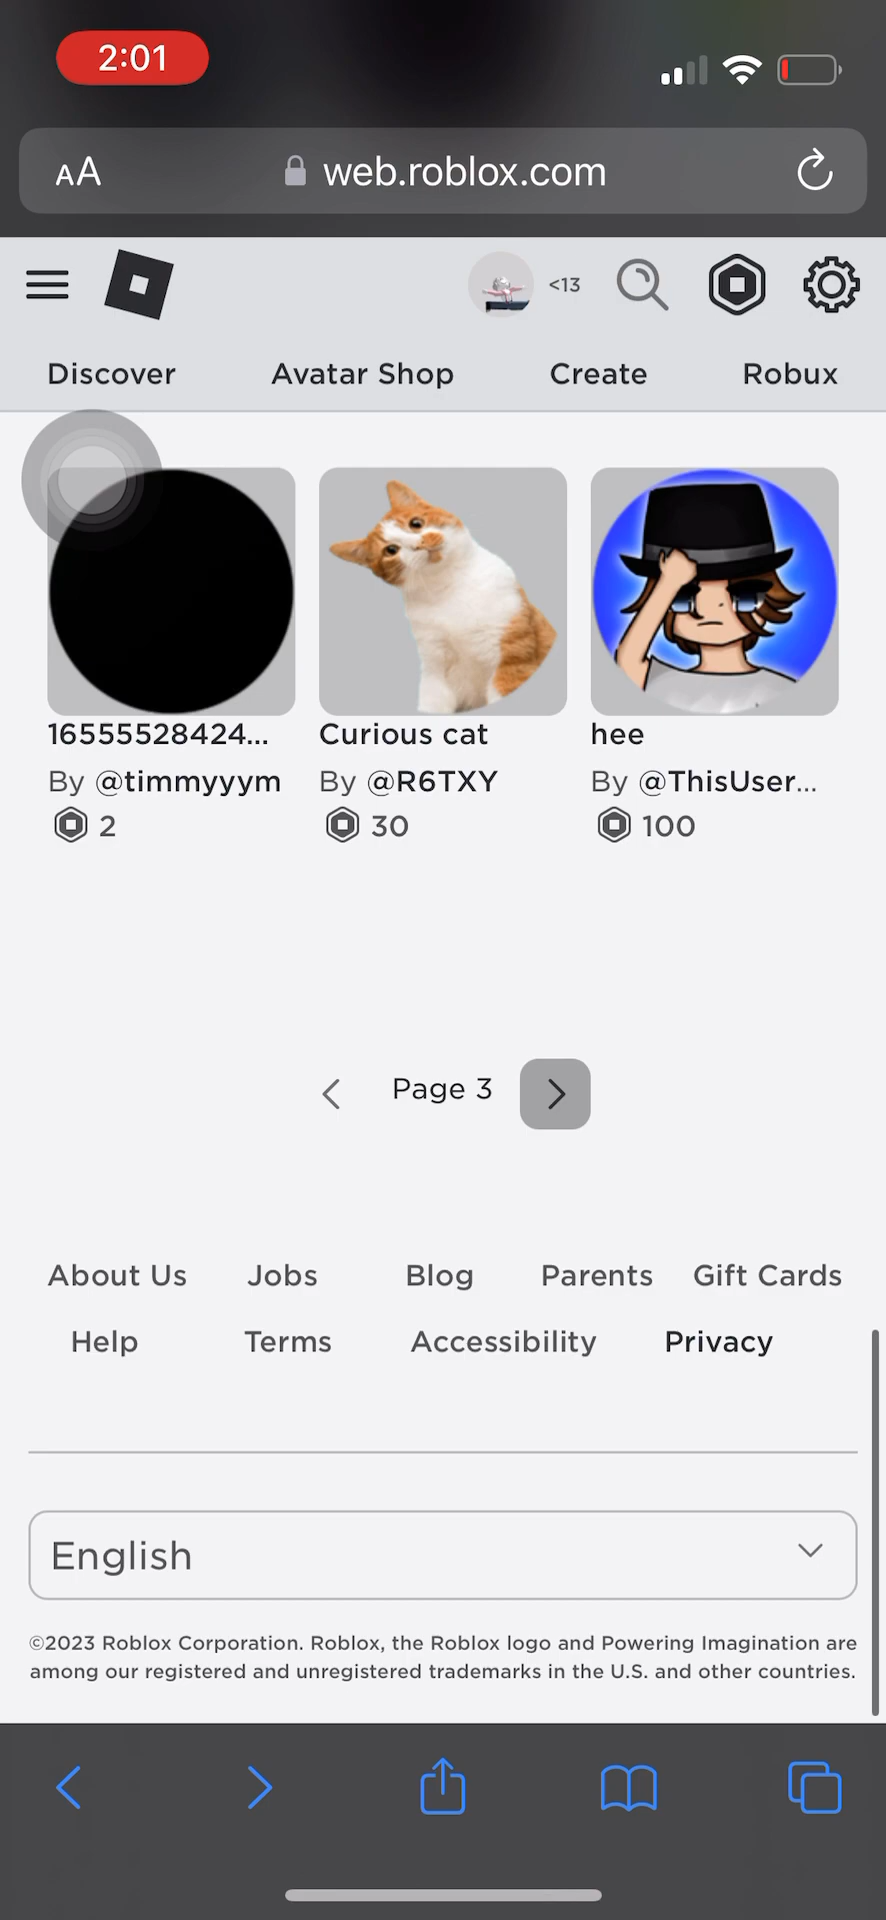 2:01
AA web.roblox.com
<13
Discover Avatar Shop Create Robux
16555528424... Curious cat hee
By @timmyyym By @R6TXY By @ThisUser...
2 30 100
Page 3
About Us Jobs Blog Parents Gift Cards
Help Terms Accessibility Privacy
English
©2023 Roblox Corporation. Roblox, the Roblox logo and Powering Imagination are
among our registered and unregistered trademarks in the U.S. and other countries.